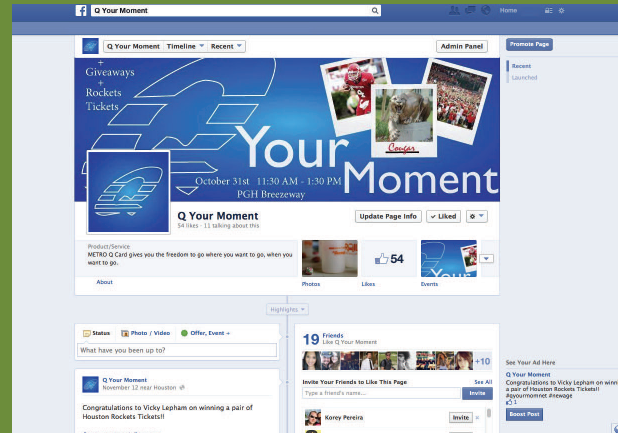 Q Your Moment
Home
Q Your Moment Timeline Recent
Admin Panel
Promote Page
Recent
Launched
+
Giveaways
+
Rockets
Tickets
Cougar
Your
Moment
October 31st 11:30 AM - 1:30 PM
PGH Breezeway
Q Your Moment
54 likes · 11 talking about this
Update Page Info
Liked
Product/Service
METRO Q Card gives you the freedom to go where you want to go, when you
want to go.
About
Photos
54
Likes
Your
Events
Highlights
Status Photo / Video Offer, Event +
What have you been up to?
Q Your Moment
November 12 near Houston
Congratulations to Vicky Lepham on winning a pair of
Houston Rockets Tickets!!
19 Friends
Like Q Your Moment
+10
Invite Your Friends to Like This Page See All
Type a friend's name... Invite
Korey Pereira Invite ×
See Your Ad Here
Q Your Moment
Congratulations to Vicky Lepham on winn
a pair of Houston Rockets Tickets!!
#qyourmomnet #newage
1
Boost Post